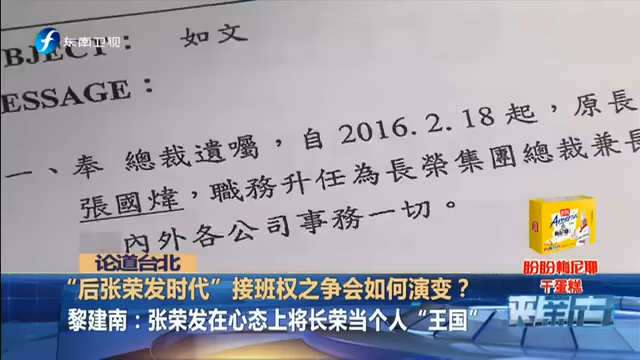 东南卫视
BJECT： 如文
ESSAGE：
一、奉 總裁遺囑，自 2016.2.18 起，原長
張國煒，職務升任為長榮集團總裁兼長
內外各公司事務一切。
论道台北
“后张荣发时代”接班权之争会如何演变？
黎建南：张荣发在心态上将长荣当个人“王国”
盼盼梅尼耶
干蛋糕